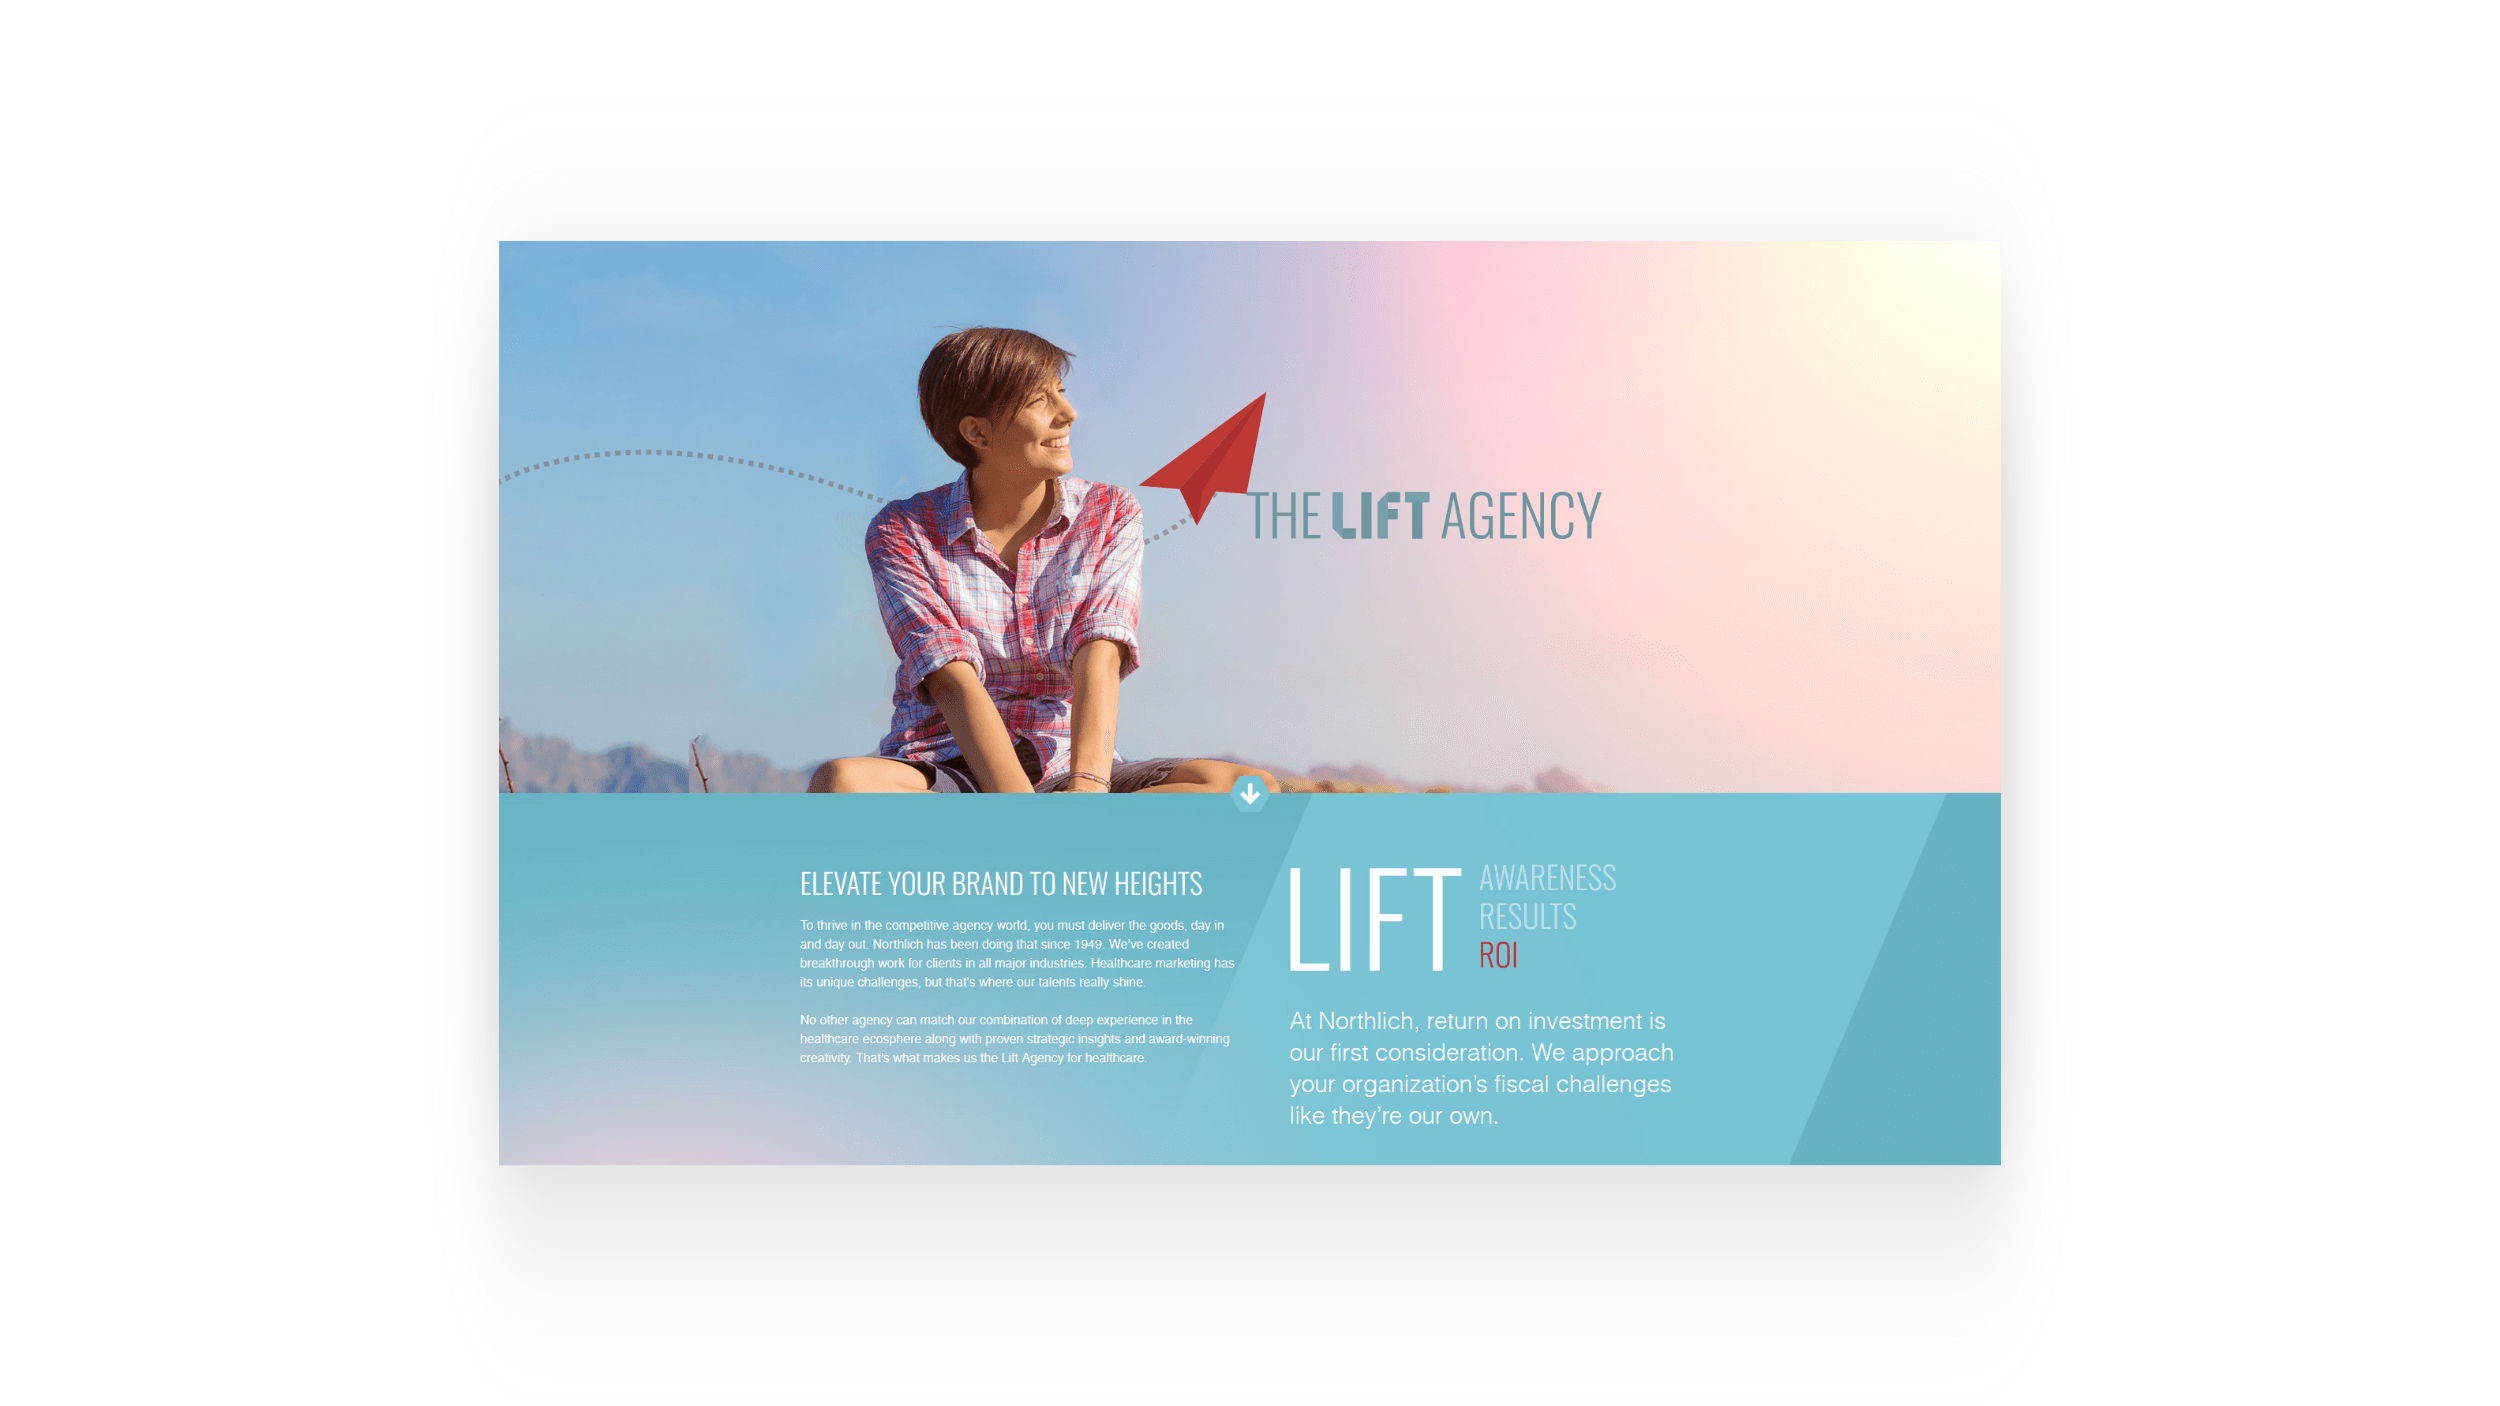 THE LIFT AGENCY
ELEVATE YOUR BRAND TO NEW HEIGHTS
To thrive in the competitive agency world, you must deliver the goods, day in
and day out. Northlich has been doing that since 1949. We've created
breakthrough work for clients in all major industries. Healthcare marketing has
its unique challenges, but that's where our talents really shine.
No other agency can match our combination of deep experience in the
healthcare ecosphere along with proven strategic insights and award-winning
creativity. That's what makes us the Lift Agency for healthcare.
LIFT
AWARENESS
RESULTS
ROI
At Northlich, return on investment is
our first consideration. We approach
your organization’s fiscal challenges
like they’re our own.